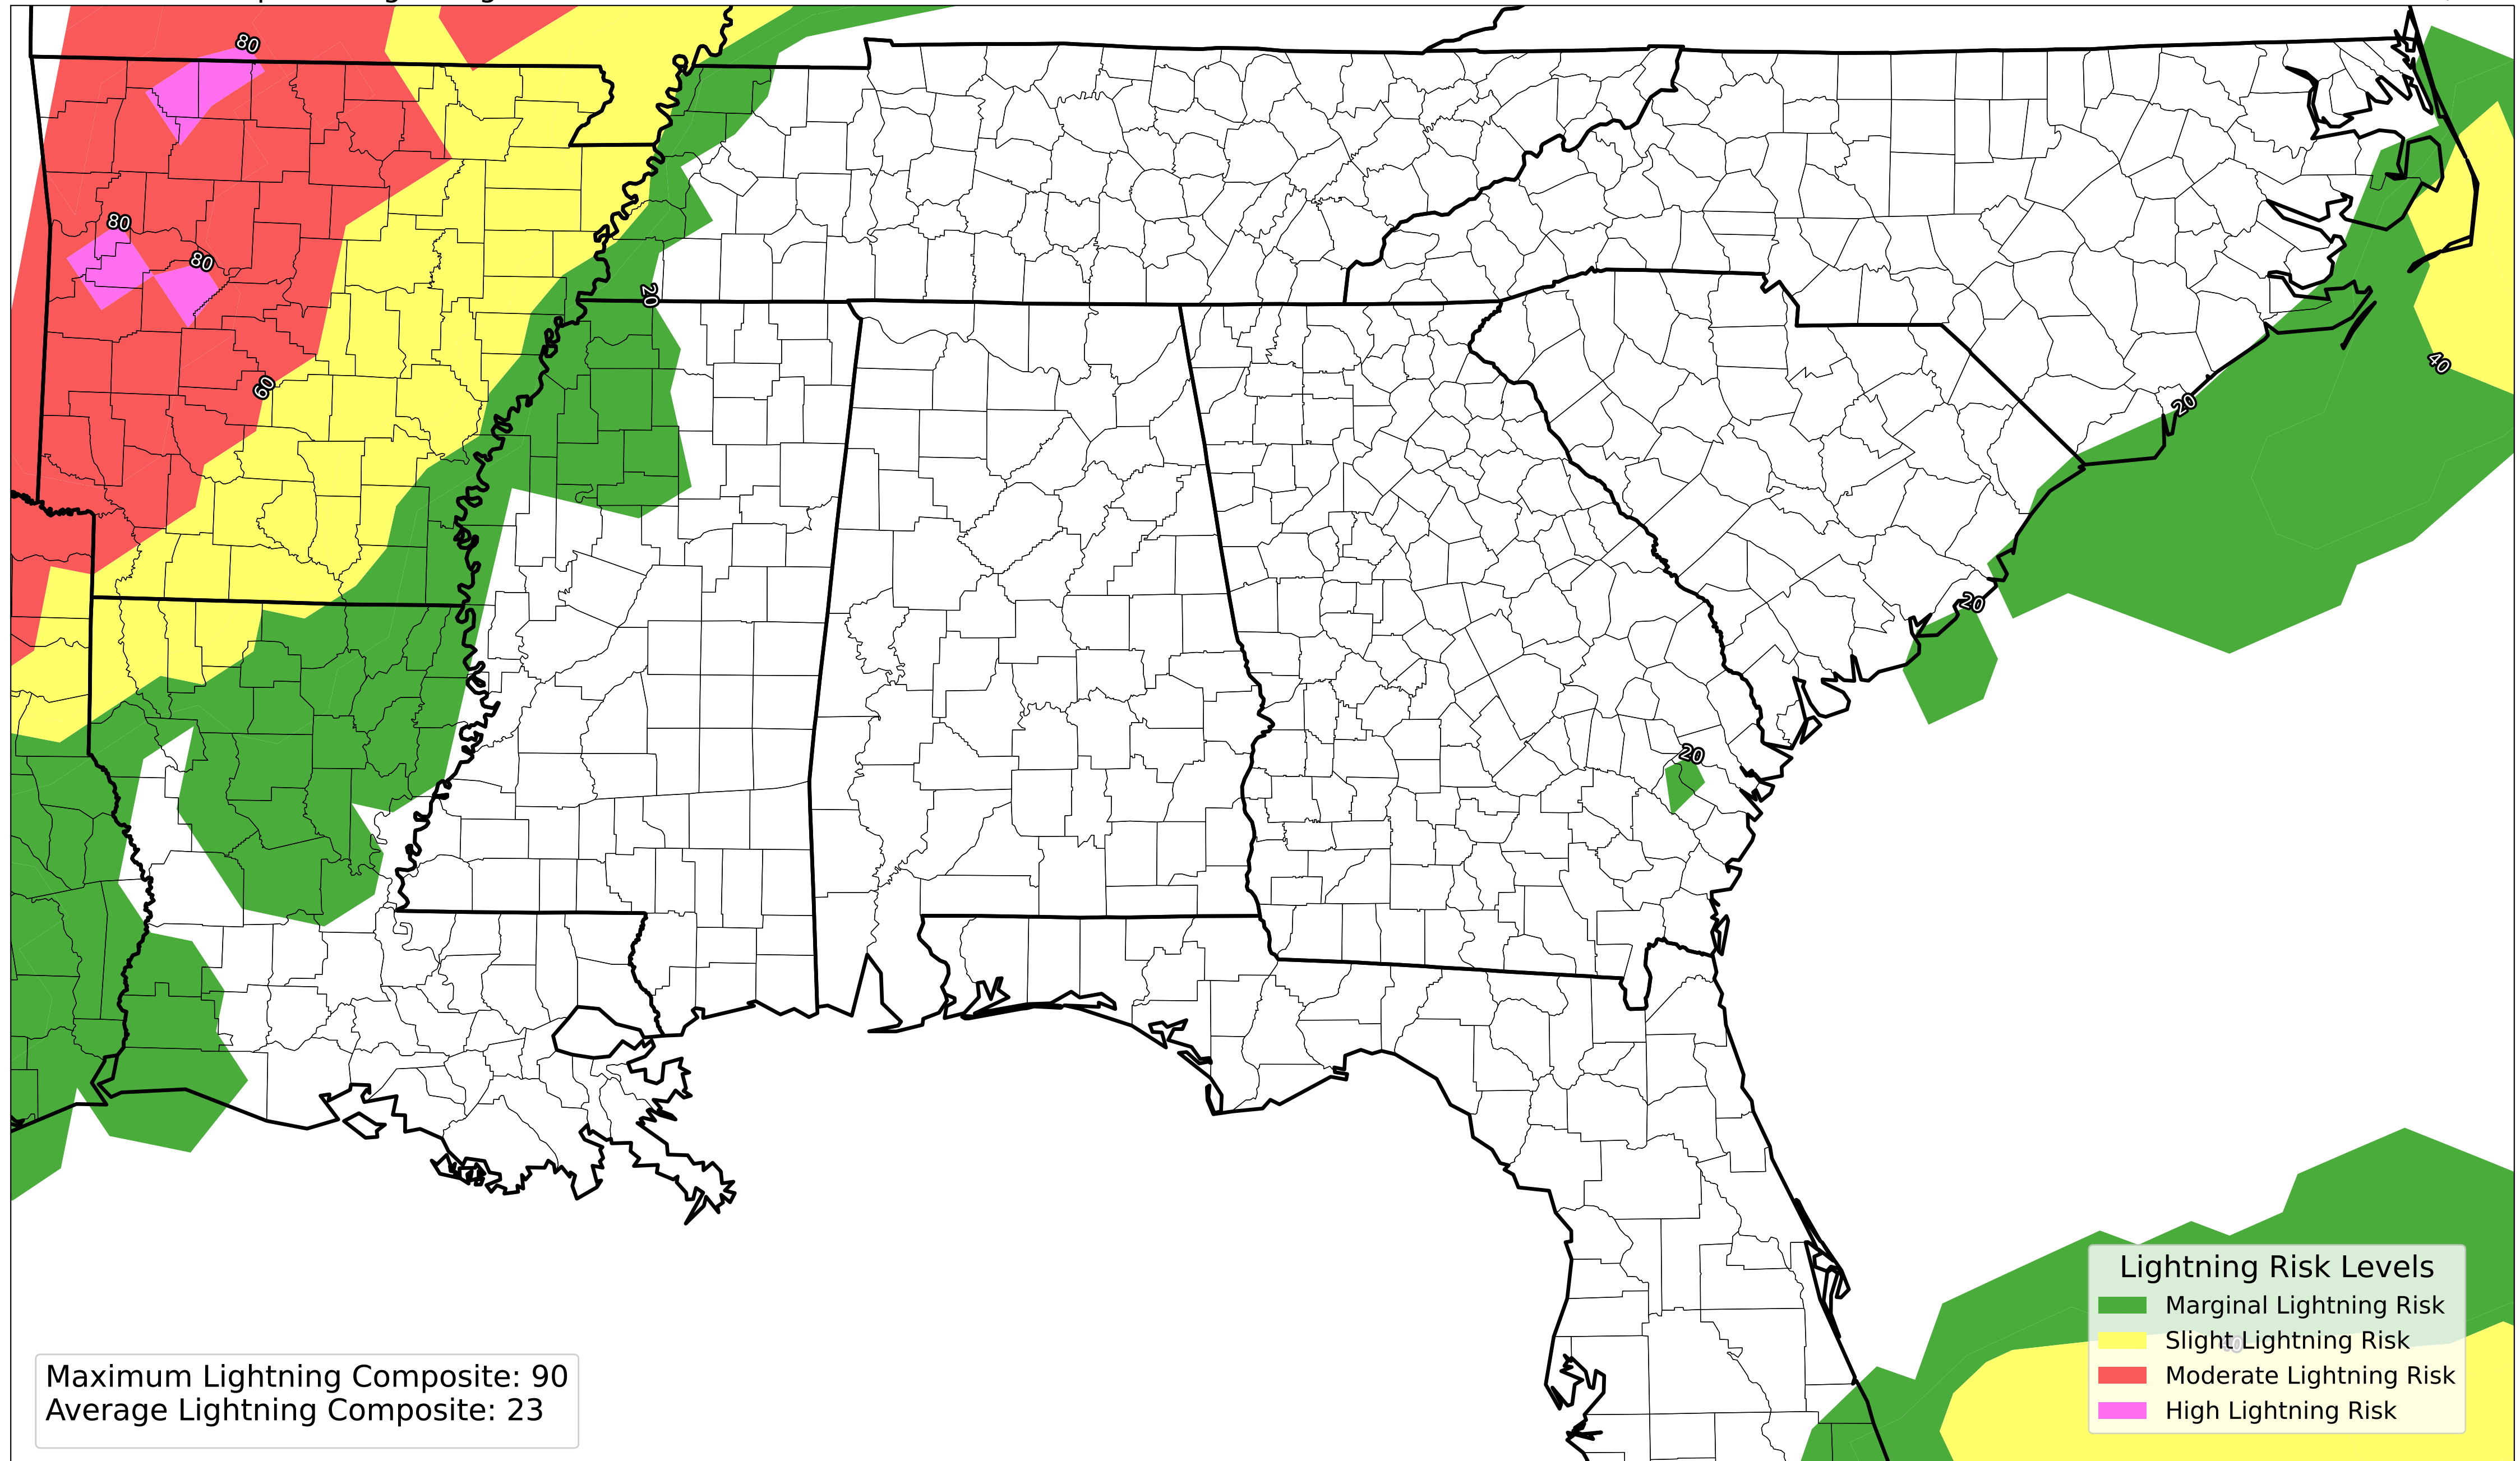 80
80
80
20
60
40
20
20
20
Lightning Risk Levels
Marginal Lightning Risk
Slight Lightning Risk
Moderate Lightning Risk
High Lightning Risk
Maximum Lightning Composite: 90
Average Lightning Composite: 23